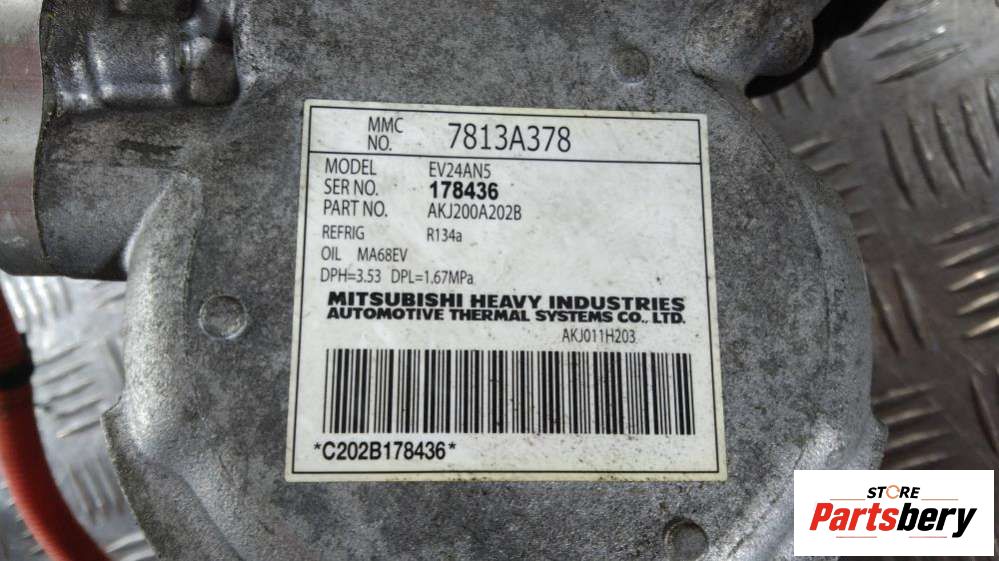 MMC NO. 7813A378
MODEL EV24AN5
SER NO. 178436
PART NO. AKJ200A202B
REFRIG R134a
OIL MA68EV
DPH=3.53 DPL=1.67MPa
MITSUBISHI HEAVY INDUSTRIES
AUTOMOTIVE THERMAL SYSTEMS CO., LTD.
AKJ011H203
*C202B178436*
STORE
Partsbery